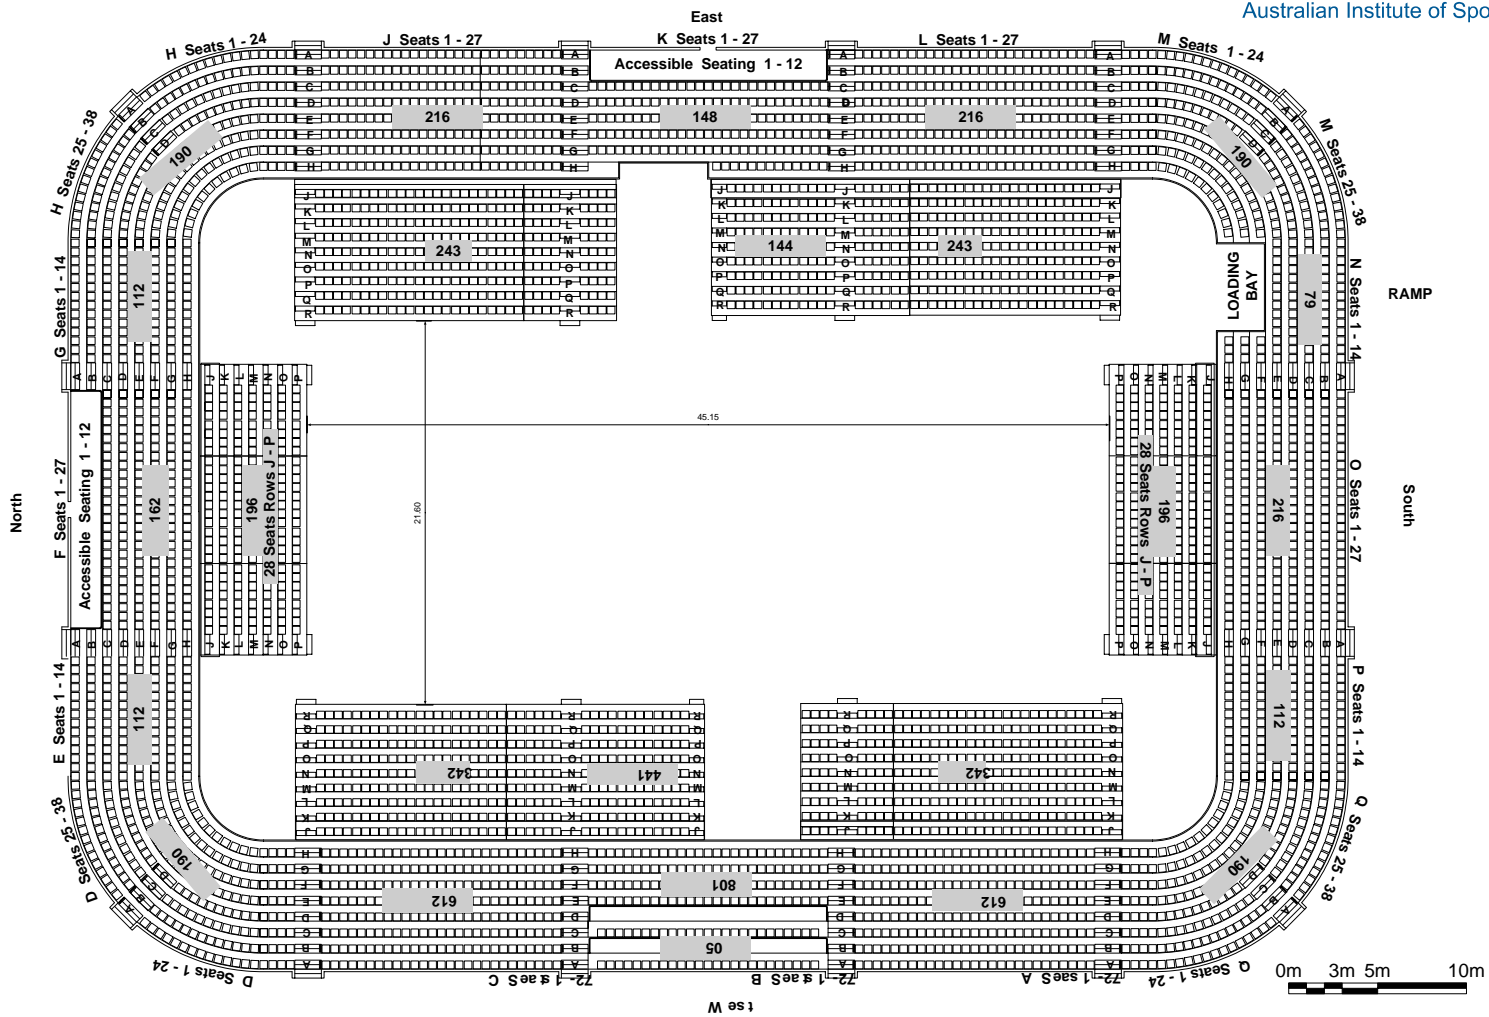 Australian Institute of Spo
East
H Seats 1 - 24
J Seats 1 - 27
K Seats 1 - 27
L Seats 1 - 27
M Seats 1 - 24
Accessible Seating 1 - 12
A A A A
B B B B
C C C C
D D D D
E E E E
F F F F
G G G G
H H H H
216
148
216
H Seats 25 - 38
A B C D
190
M Seats 25 - 38
A B C D
190
J J J J
K K K K K
L L L L L
M M M M M
N N N N N
O O O O O
P P P P P
Q Q Q Q Q
R R R R R
243
144
243
LOADING
BAY
RAMP
G Seats 1 - 14
112
N Seats 1 - 14
79
A B C D E F G H
J K L M N O P
P O N M L K J
H G F E D C B A
45.15
21.60
North
F Seats 1 - 27
Accessible Seating 1 - 12
162
196
28 Seats Rows J - P
28 Seats Rows J - P
196
216
O Seats 1 - 27
South
A B C D E F G H
J K L M N O P
P O N M L K J
H G F E D C B A
E Seats 1 - 14
112
P Seats 1 - 14
112
R R R R R
Q Q Q Q Q
P P P P P
O O O O O
N N N N N
M M M M M
L L L L L
K K K K K
J J J J J
243
144
243
D Seats 25 - 38
A B C D
190
Q Seats 25 - 38
A B C D
190
H H H H
G G G G
F F F F
E E E E
D D D D
C C C C
B B B B
A A A A
216
108
216
50
D Seats 1 - 24
C Seats 1 - 27
B Seats 1 - 27
A Seats 1 - 27
Q Seats 1 - 24
West
0m 3m 5m 10m